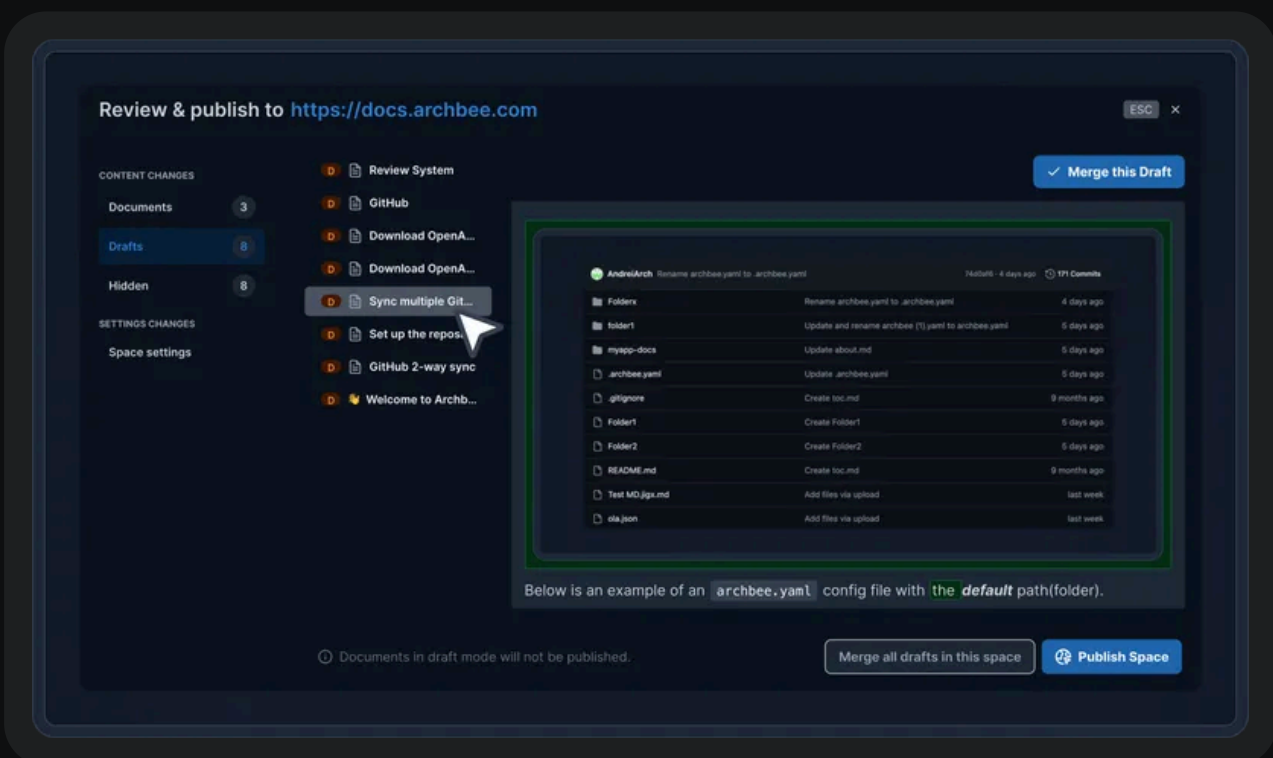 Review & publish to https://docs.archbee.com
ESC
CONTENT CHANGES
Documents 3
Drafts 8
Hidden 8
SETTINGS CHANGES
Space settings
D Review System
D GitHub
D Download OpenA...
D Download OpenA...
D Sync multiple Git...
D Set up the repos
D GitHub 2-way sync
D Welcome to Archb...
Merge this Draft
AndreiArch Rename archbee.yaml to .archbee.yaml 4 days ago 171 Commits
Folderx Rename archbee.yaml to .archbee.yaml 4 days ago
folder1 Update and rename archbee (1).yaml to archbee.yaml 5 days ago
myapp-docs Update about.md 5 days ago
.archbee.yaml Update .archbee.yaml 5 days ago
.gitignore Create toc.md 9 months ago
Folder1 Create Folder1 5 days ago
Folder2 Create Folder2 5 days ago
README.md Create toc.md 9 months ago
Test MD.jigx.md Add files via upload last week
ola.json Add files via upload last week
Below is an example of an archbee.yaml config file with the default path(folder).
Documents in draft mode will not be published.
Merge all drafts in this space
Publish Space